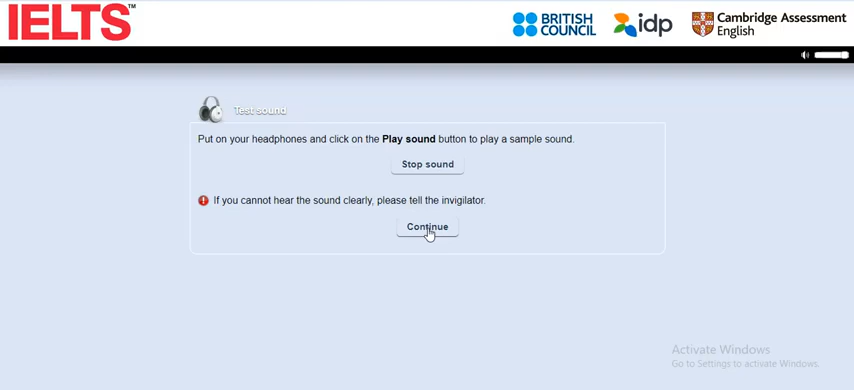 IELTS™
BRITISH
COUNCIL
idp
Cambridge Assessment
English
Test sound
Put on your headphones and click on the Play sound button to play a sample sound.
Stop sound
If you cannot hear the sound clearly, please tell the invigilator.
Continue
Activate Windows
Go to Settings to activate Windows.